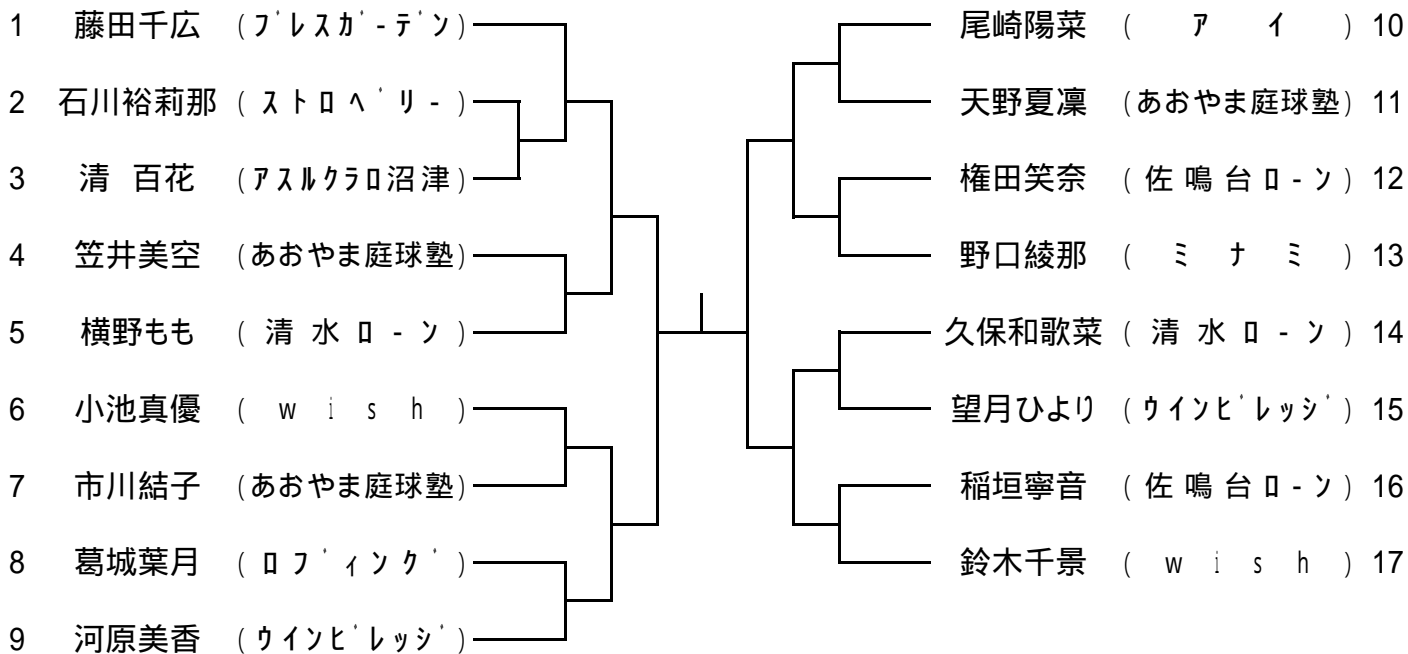 1 藤田千広 (ﾌﾞﾚｽｶﾞ-ﾃﾞﾝ)
2 石川裕莉那 (ｽﾄﾛﾍﾞﾘ-)
3 清 百花 (ｱｽﾙｸﾗﾛ沼津)
4 笠井美空 (あおやま庭球塾)
5 横野もも (清水ﾛ-ﾝ)
6 小池真優 (wish)
7 市川結子 (あおやま庭球塾)
8 葛城葉月 (ﾛﾌﾞｨﾝｸﾞ)
9 河原美香 (ｳｲﾝﾋﾞﾚｯｼﾞ)
尾崎陽菜 (ｱｲ) 10
天野夏凜 (あおやま庭球塾) 11
権田笑奈 (佐鳴台ﾛ-ﾝ) 12
野口綾那 (ﾐﾅﾐ) 13
久保和歌菜 (清水ﾛ-ﾝ) 14
望月ひより (ｳｲﾝﾋﾞﾚｯｼﾞ) 15
稲垣寧音 (佐鳴台ﾛ-ﾝ) 16
鈴木千景 (wish) 17